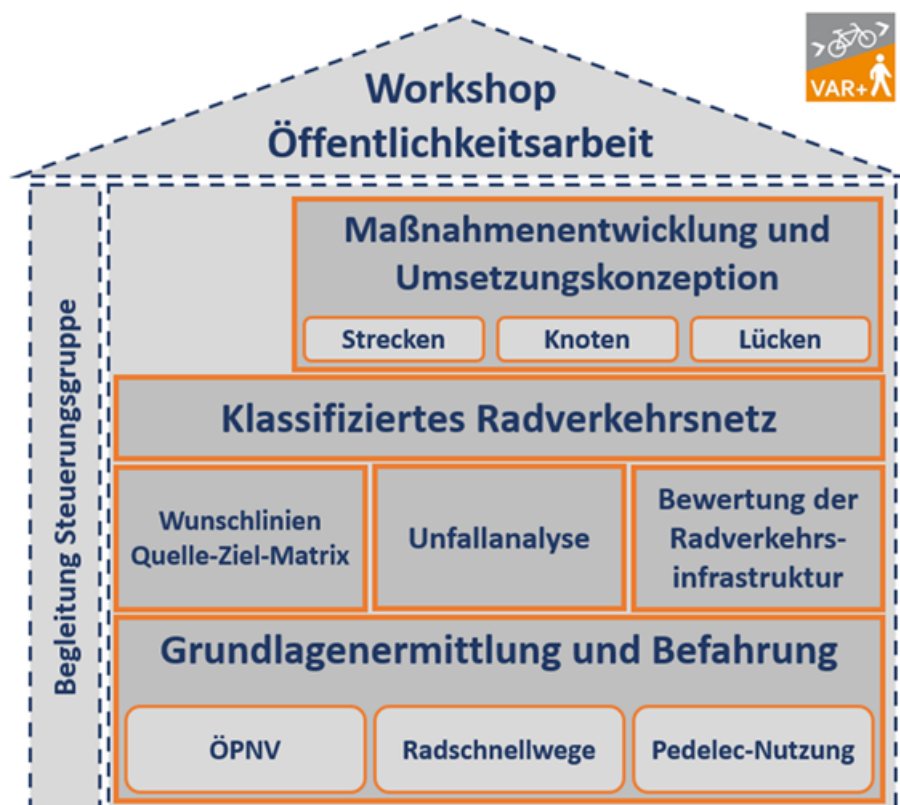 VAR+
Workshop
Öffentlichkeitsarbeit
Begleitung Steuerungsgruppe
Maßnahmenentwicklung und
Umsetzungskonzeption
Strecken
Knoten
Lücken
Klassifiziertes Radverkehrsnetz
Wunschlinien
Quelle-Ziel-Matrix
Unfallanalyse
Bewertung der
Radverkehrs-
infrastruktur
Grundlagenermittlung und Befahrung
ÖPNV
Radschnellwege
Pedelec-Nutzung